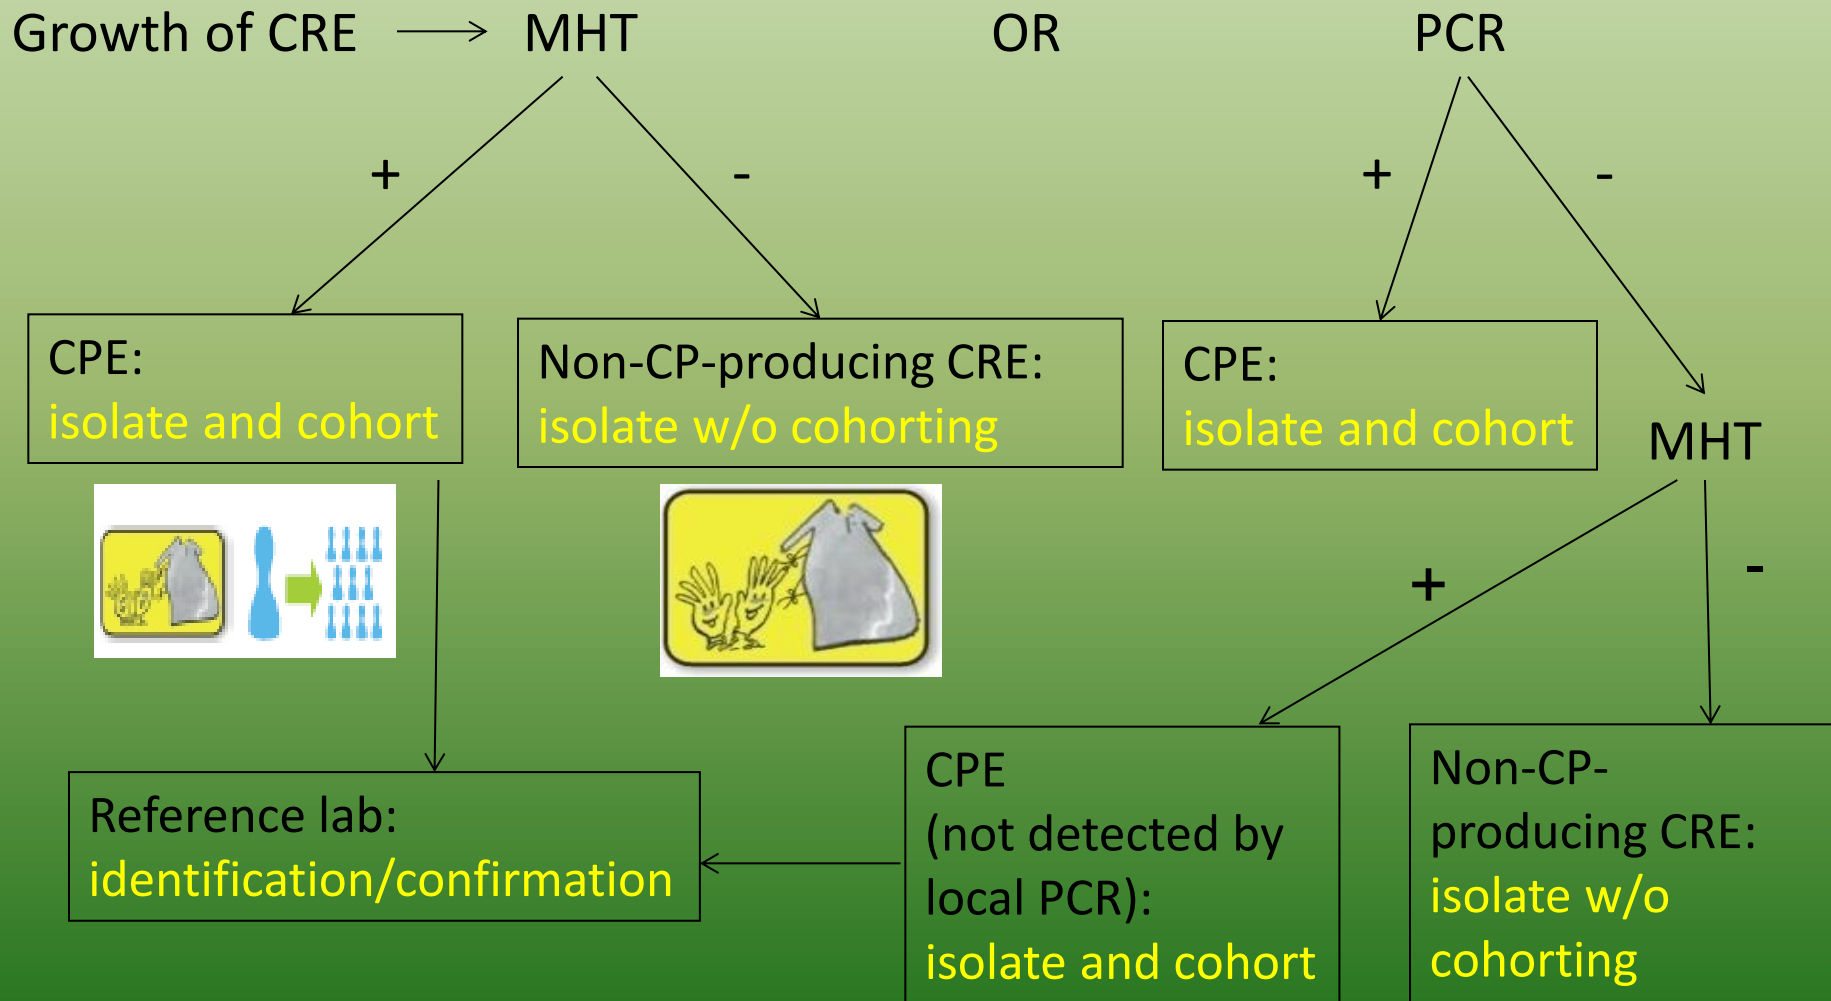 Growth of CRE MHT OR PCR
+ - + -
CPE:
isolate and cohort
Non-CP-producing CRE:
isolate w/o cohorting
CPE:
isolate and cohort
MHT
+ -
Reference lab:
identification/confirmation
CPE
(not detected by
local PCR):
isolate and cohort
Non-CP-
producing CRE:
isolate w/o
cohorting